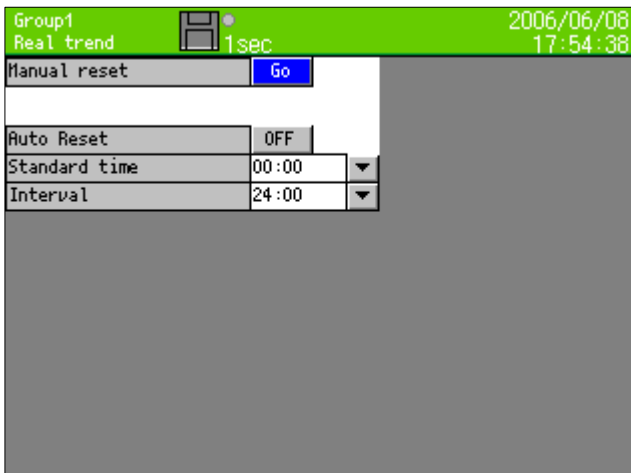 Group1
Real trend
1sec
2006/06/08
17:54:38
Manual reset Go
Auto Reset OFF
Standard time 00:00
Interval 24:00